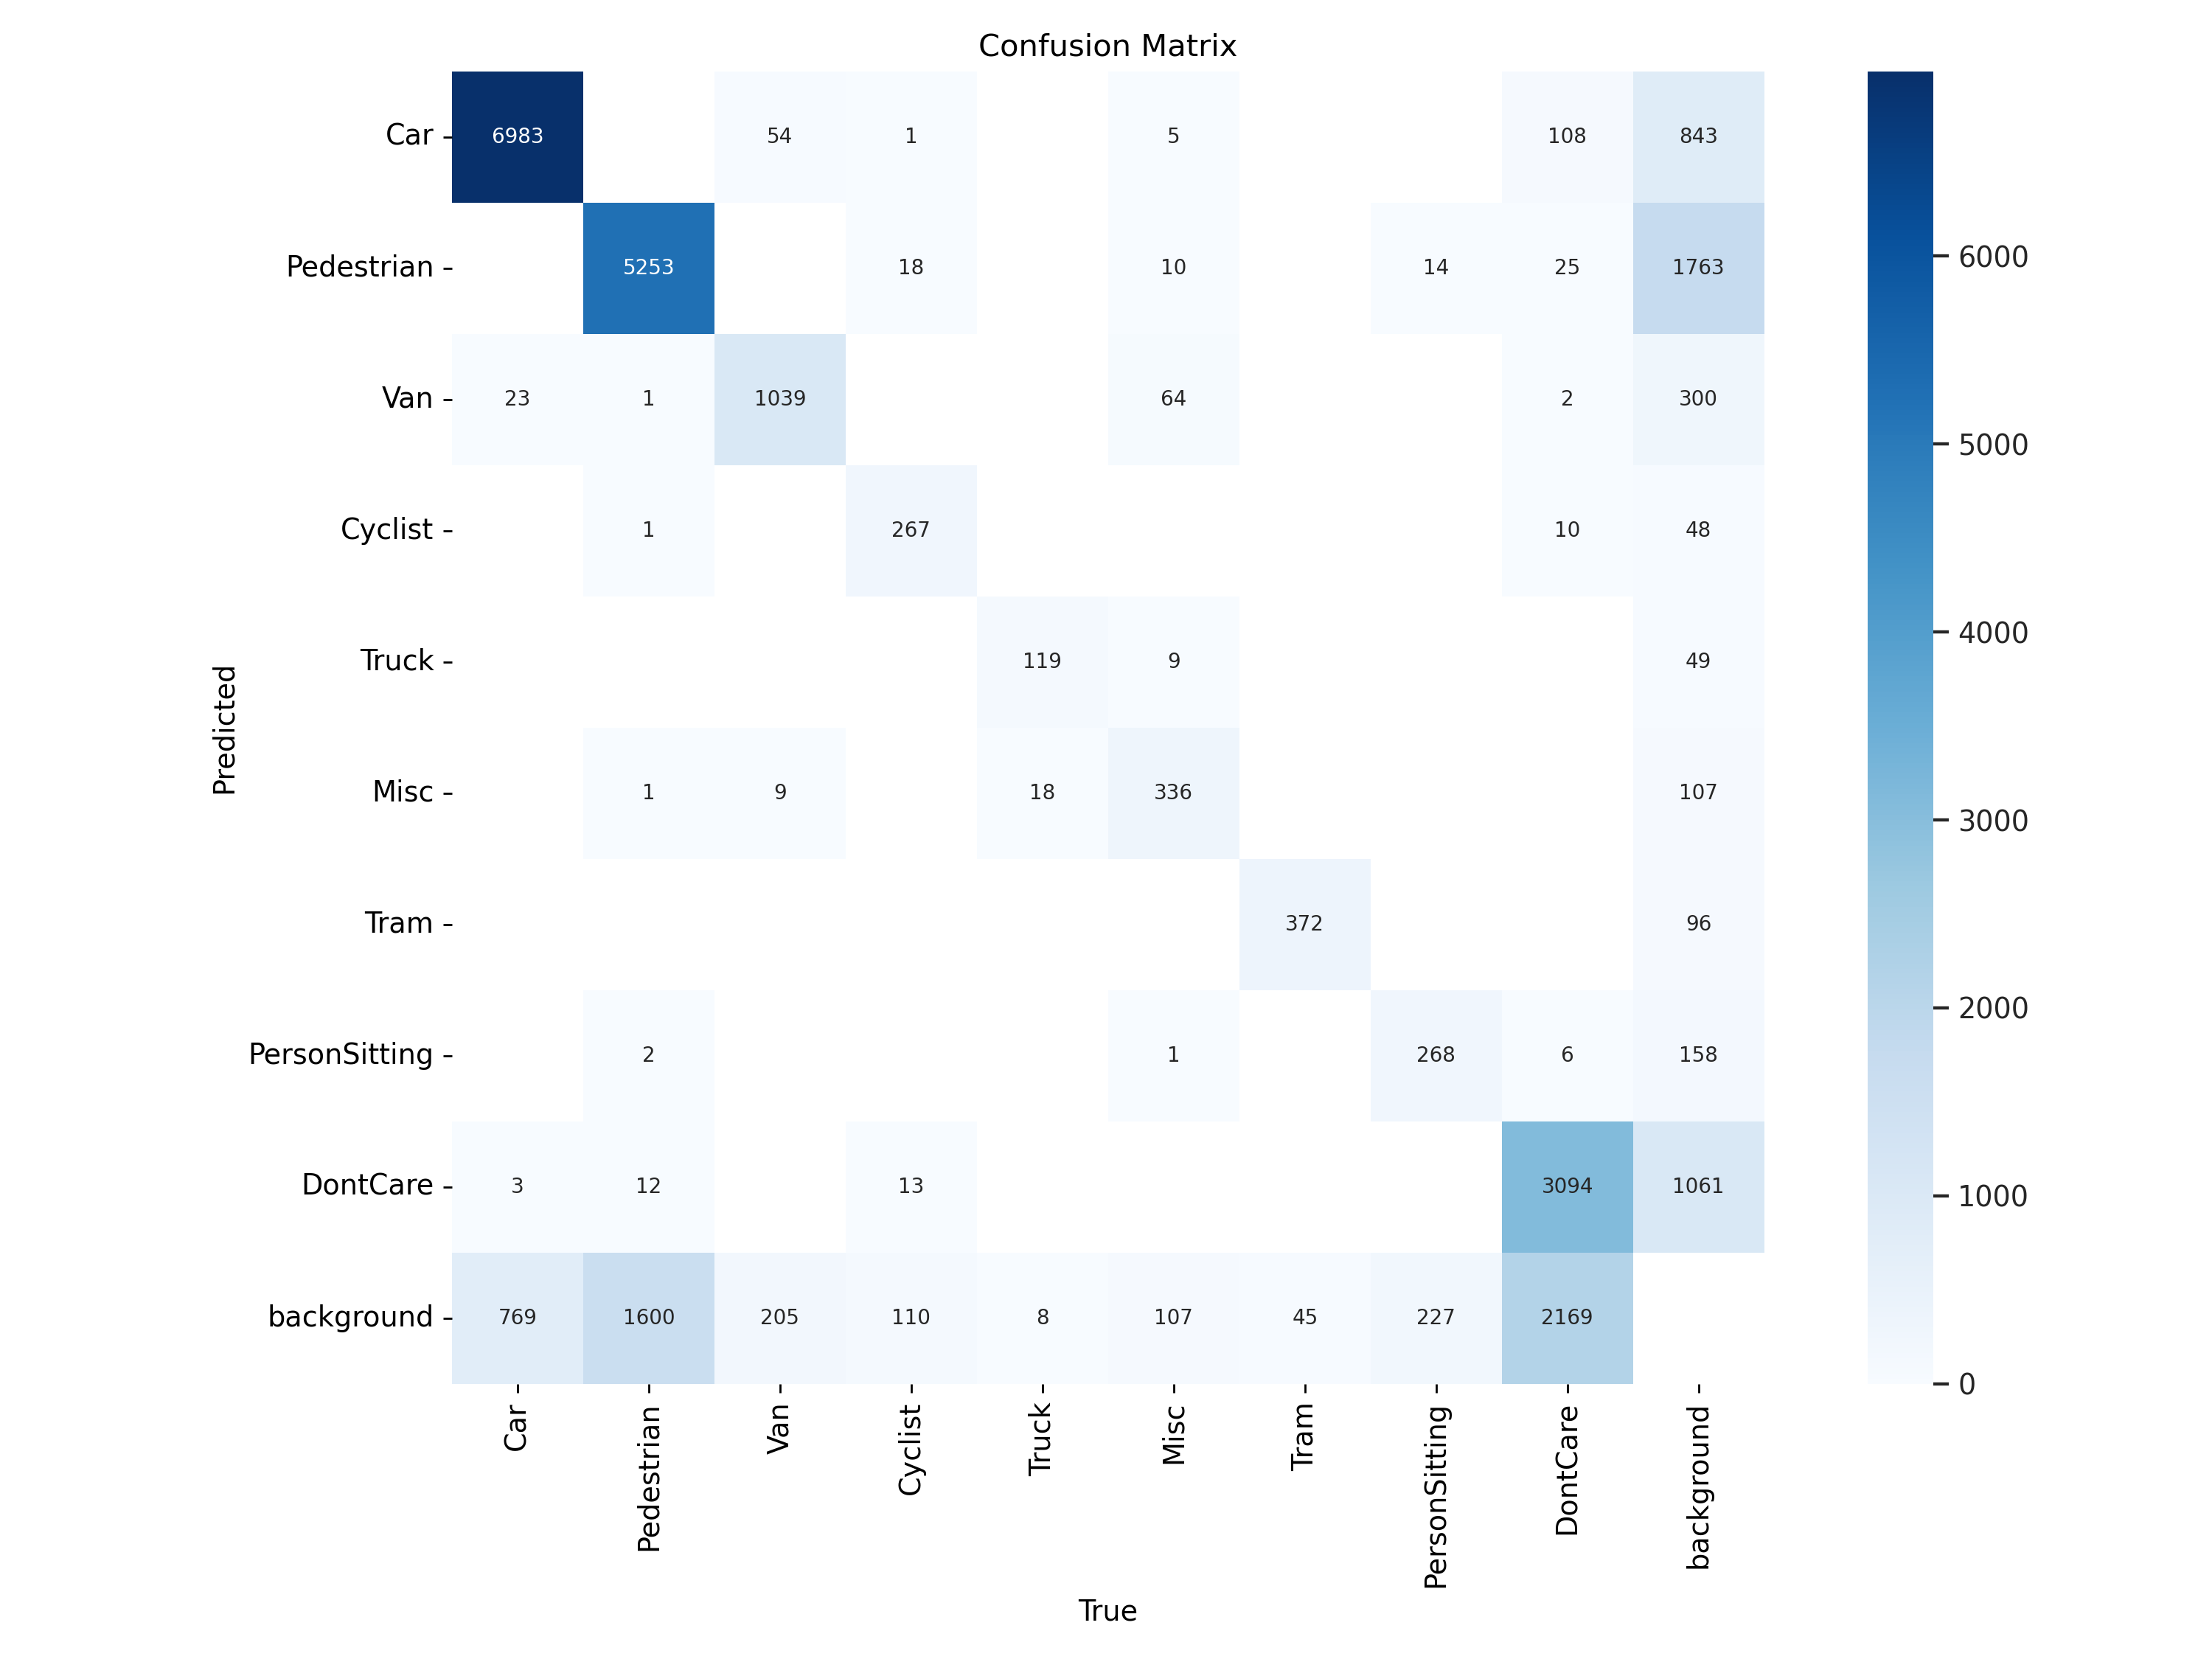 Confusion Matrix
Car 6983 54 1 5 108 843
Pedestrian 5253 18 10 14 25 1763
Van 23 1 1039 64 2 300
Cyclist 1 267 10 48
Truck 119 9 49
Misc 1 9 18 336 107
Tram 372 96
PersonSitting 2 1 268 6 158
DontCare 3 12 13 3094 1061
background 769 1600 205 110 8 107 45 227 2169
Predicted
Car Pedestrian Van Cyclist Truck Misc Tram PersonSitting DontCare background
True
6000
5000
4000
3000
2000
1000
0